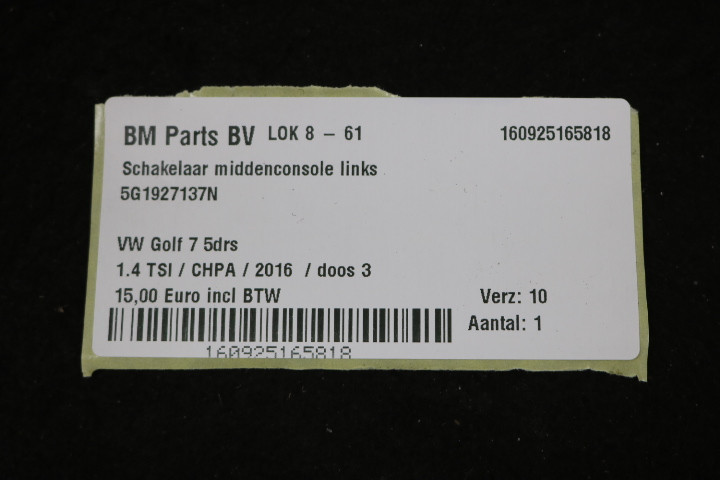 BM Parts BV LOK 8 - 61 160925165818
Schakelaar middenconsole links
5G1927137N
VW Golf 7 5drs
1.4 TSI / CHPA / 2016 / doos 3
15,00 Euro incl BTW Verz: 10
Aantal: 1
160925165818